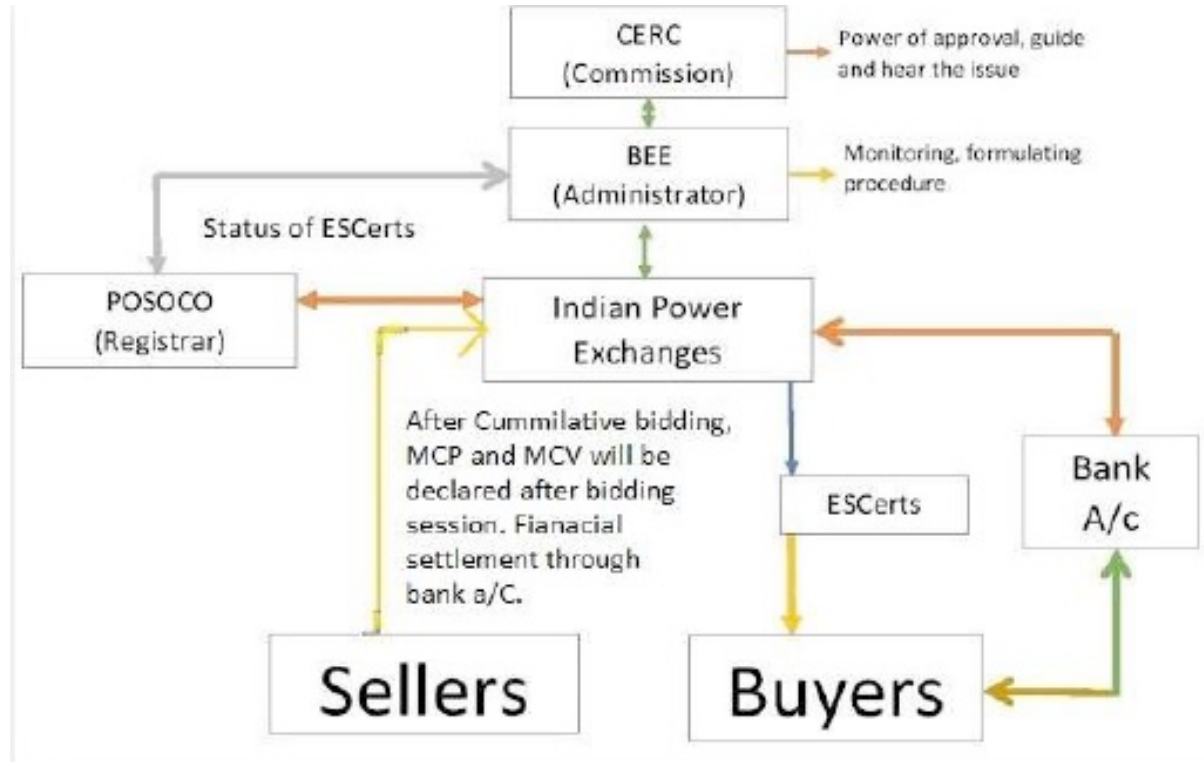 CERC
(Commission)
Power of approval, guide
and hear the issue
BEE
(Administrator)
Monitoring, formulating
procedure
Status of ESCerts
POSOCO
(Registrar)
Indian Power
Exchanges
After Cummilative bidding,
MCP and MCV will be
declared after bidding
session. Fianacial
settlement through
bank a/C.
ESCerts
Bank
A/c
Sellers
Buyers